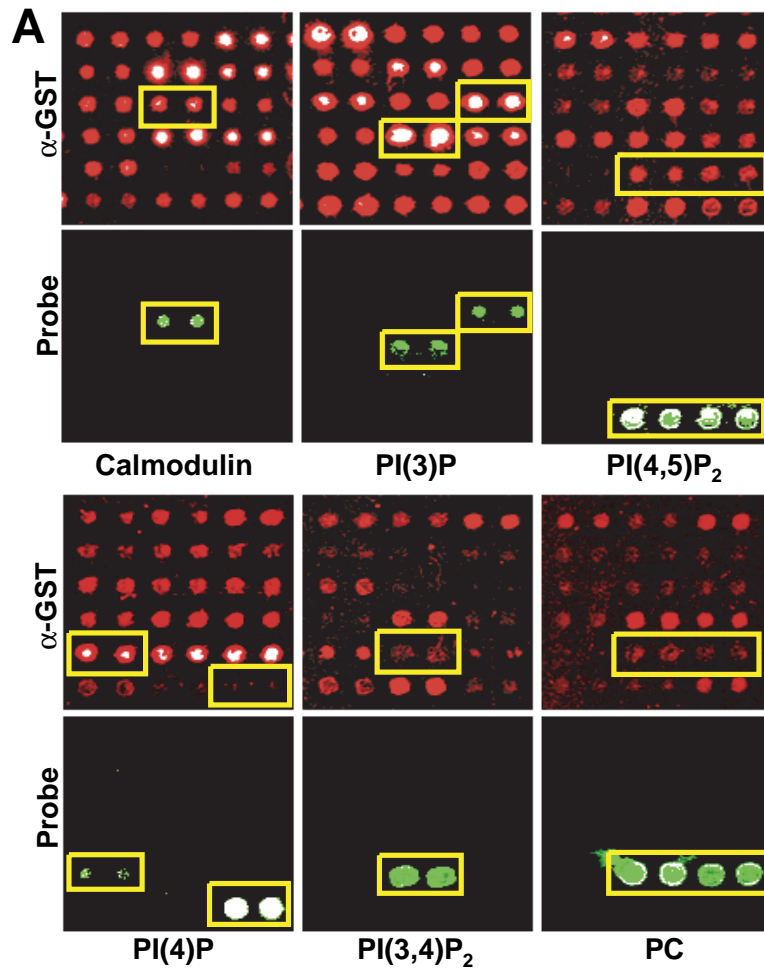 A
α-GST
Probe
Calmodulin
PI(3)P
PI(4,5)P₂
α-GST
Probe
PI(4)P
PI(3,4)P₂
PC